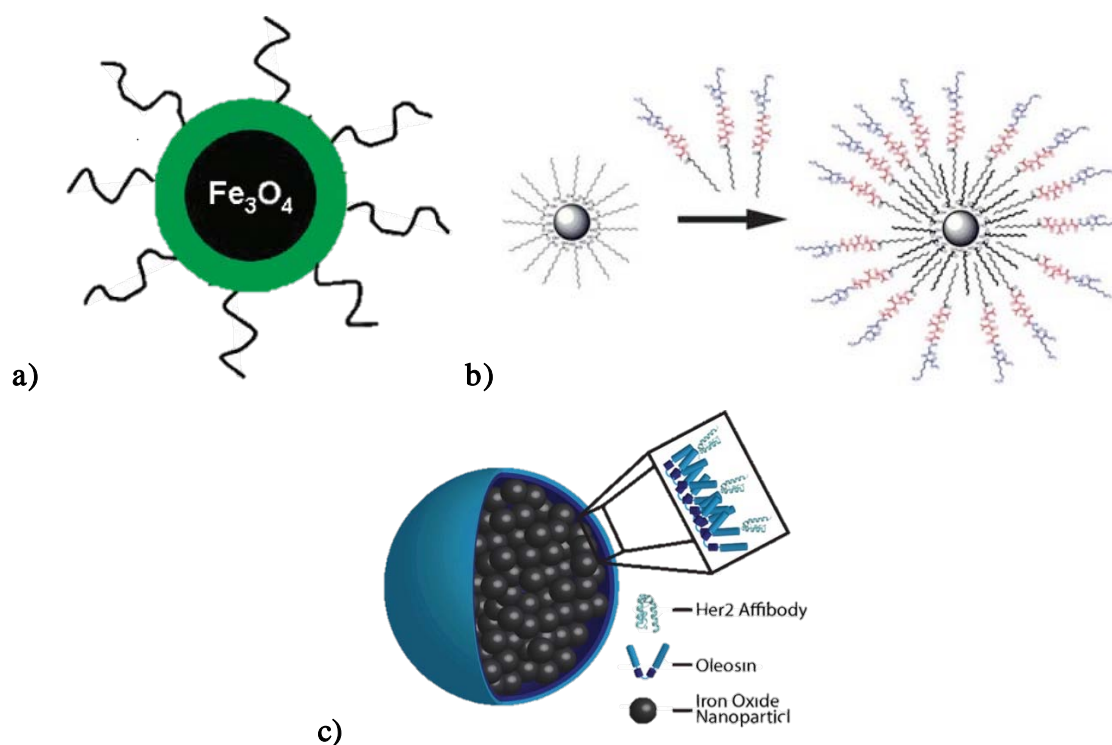 Fe₃O₄
a)
b)
Her2 Affibody
Oleosin
Iron Oxide
Nanoparticl
c)